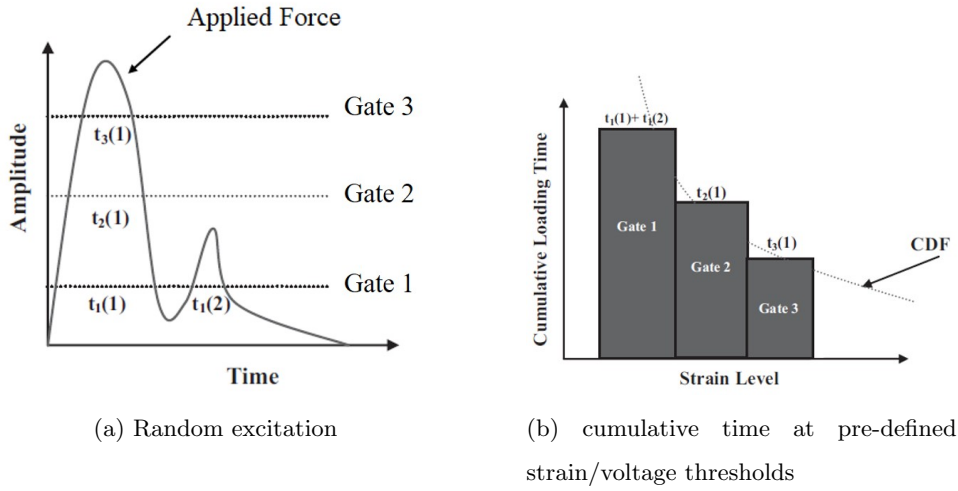 Applied Force
Amplitude
Gate 3
t₃(1)
Gate 2
t₂(1)
Gate 1
t₁(1)
t₁(2)
Time
(a) Random excitation
Cumulative Loading Time
t₁(1)+ t₁(2)
t₂(1)
t₃(1)
Gate 1
Gate 2
Gate 3
CDF
Strain Level
(b) cumulative time at pre-defined
strain/voltage thresholds